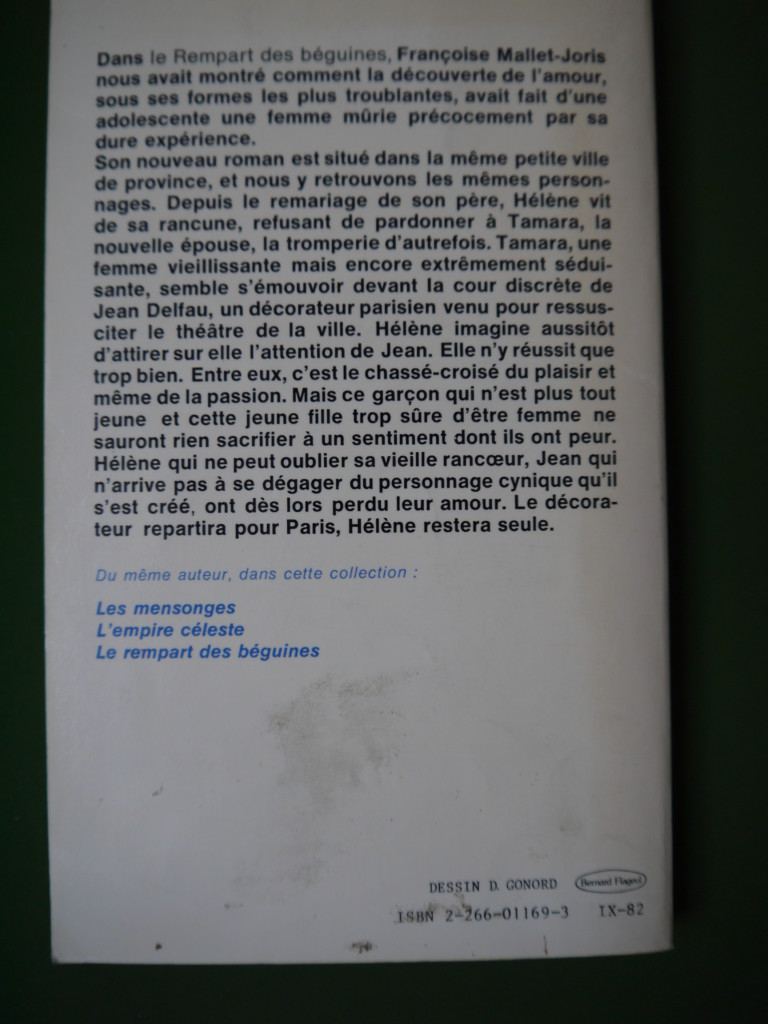 Dans le Rempart des béguines, Françoise Mallet-Joris
nous avait montré comment la découverte de l'amour,
sous ses formes les plus troublantes, avait fait d'une
adolescente une femme mûrie précocement par sa
dure expérience.
Son nouveau roman est situé dans la même petite ville
de province, et nous y retrouvons les mêmes person-
nages. Depuis le remariage de son père, Hélène vit
de sa rancune, refusant de pardonner à Tamara, la
nouvelle épouse, la tromperie d'autrefois. Tamara, une
femme vieillissante mais encore extrêmement sédui-
sante, semble s'émouvoir devant la cour discrète de
Jean Delfau, un décorateur parisien venu pour ressus-
citer le théâtre de la ville. Hélène imagine aussitôt
d'attirer sur elle l'attention de Jean. Elle n'y réussit que
trop bien. Entre eux, c'est le chassé-croisé du plaisir et
même de la passion. Mais ce garçon qui n'est plus tout
jeune et cette jeune fille trop sûre d'être femme ne
sauront rien sacrifier à un sentiment dont ils ont peur.
Hélène qui ne peut oublier sa vieille rancœur, Jean qui
n'arrive pas à se dégager du personnage cynique qu'il
s'est créé, ont dès lors perdu leur amour. Le décora-
teur repartira pour Paris, Hélène restera seule.
Du même auteur, dans cette collection :
Les mensonges
L'empire céleste
Le rempart des béguines
DESSIN D. GONORD
Bernard Flageul
ISBN 2-266-01169-3 IX-82